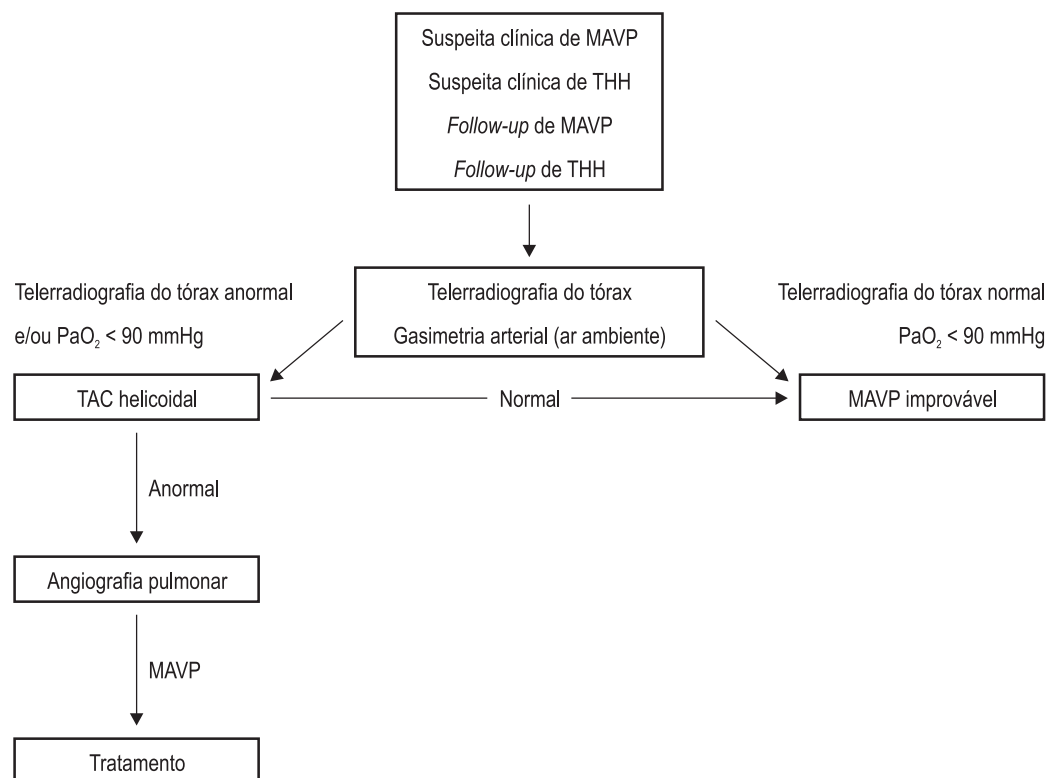 Suspeita clínica de MAVP
Suspeita clínica de THH
Follow-up de MAVP
Follow-up de THH
Telerradiografia do tórax anormal
e/ou PaO₂ < 90 mmHg
Telerradiografia do tórax
Gasimetria arterial (ar ambiente)
Telerradiografia do tórax normal
PaO₂ < 90 mmHg
TAC helicoidal
Normal
MAVP improvável
Anormal
Angiografia pulmonar
MAVP
Tratamento